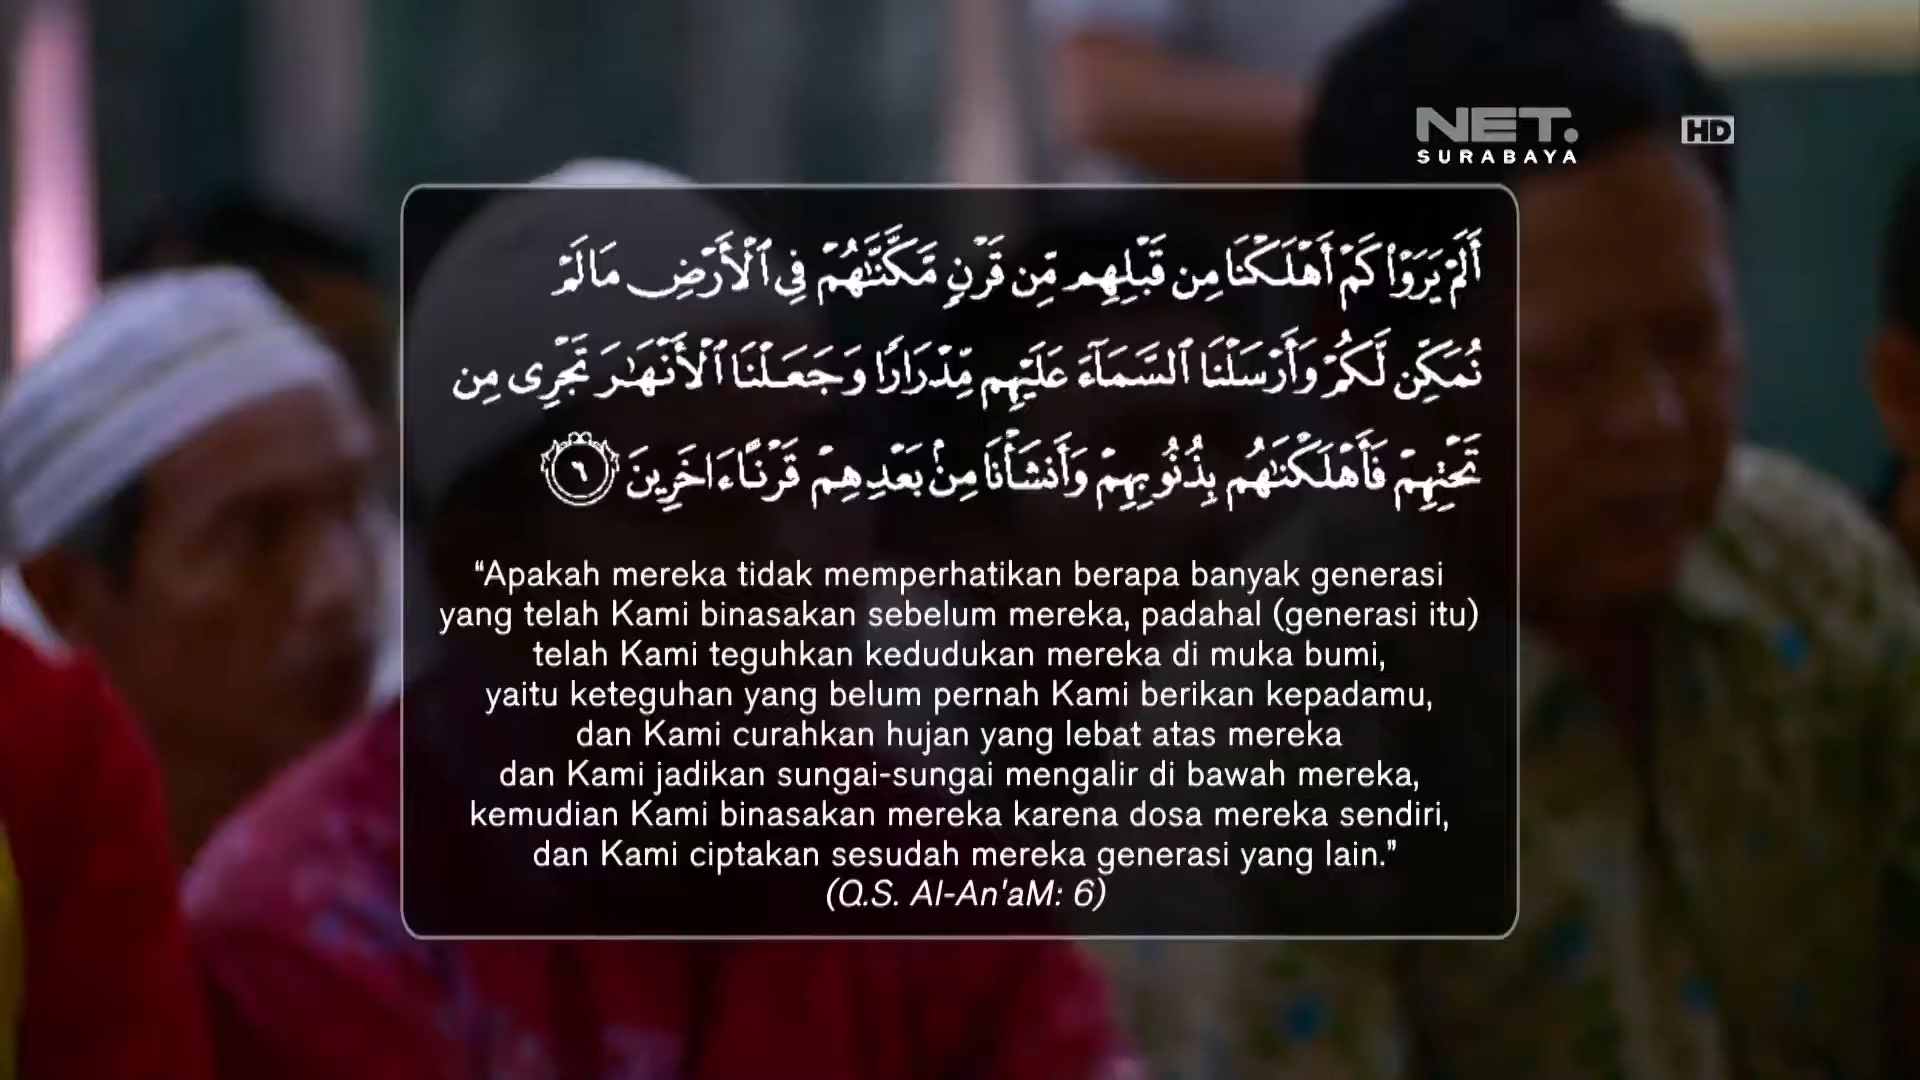 NET.
SURABAYA
HD
أَلَمْ يَرَوْا۟ كَمْ أَهْلَكْنَا مِن قَبْلِهِم مِّن قَرْنٍ مَّكَّنَّٰهُمْ فِى ٱلْأَرْضِ مَا لَمْ
نُمَكِّن لَّكُمْ وَأَرْسَلْنَا ٱلسَّمَآءَ عَلَيْهِم مِّدْرَارًا وَجَعَلْنَا ٱلْأَنْهَٰرَ تَجْرِى مِن
تَحْتِهِمْ فَأَهْلَكْنَٰهُم بِذُنُوبِهِمْ وَأَنشَأْنَا مِنۢ بَعْدِهِمْ قَرْنًا ءَاخَرِينَ ٦
“Apakah mereka tidak memperhatikan berapa banyak generasi
yang telah Kami binasakan sebelum mereka, padahal (generasi itu)
telah Kami teguhkan kedudukan mereka di muka bumi,
yaitu keteguhan yang belum pernah Kami berikan kepadamu,
dan Kami curahkan hujan yang lebat atas mereka
dan Kami jadikan sungai-sungai mengalir di bawah mereka,
kemudian Kami binasakan mereka karena dosa mereka sendiri,
dan Kami ciptakan sesudah mereka generasi yang lain.”
(Q.S. Al-An'aM: 6)